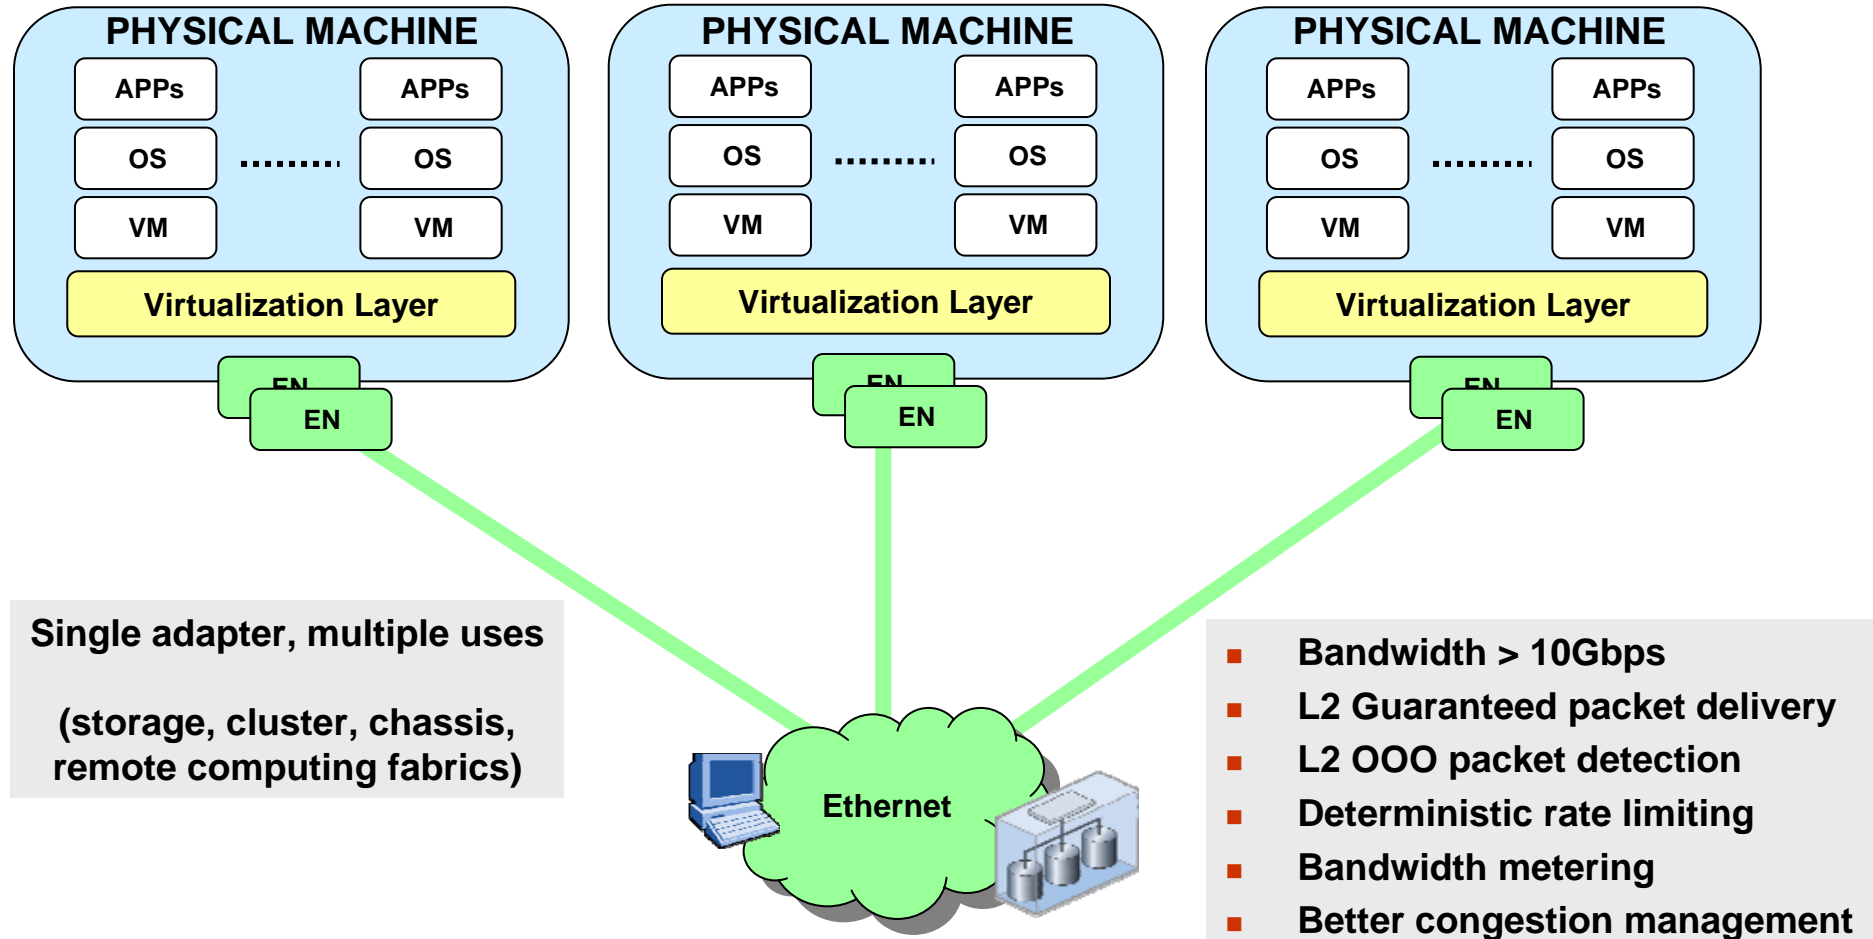 PHYSICAL MACHINE
APPs
APPs
OS
OS
VM
VM
Virtualization Layer
EN
EN
PHYSICAL MACHINE
APPs
APPs
OS
OS
VM
VM
Virtualization Layer
EN
EN
PHYSICAL MACHINE
APPs
APPs
OS
OS
VM
VM
Virtualization Layer
EN
EN
Single adapter, multiple uses
(storage, cluster, chassis,
remote computing fabrics)
Ethernet
Bandwidth > 10Gbps
L2 Guaranteed packet delivery
L2 OOO packet detection
Deterministic rate limiting
Bandwidth metering
Better congestion management